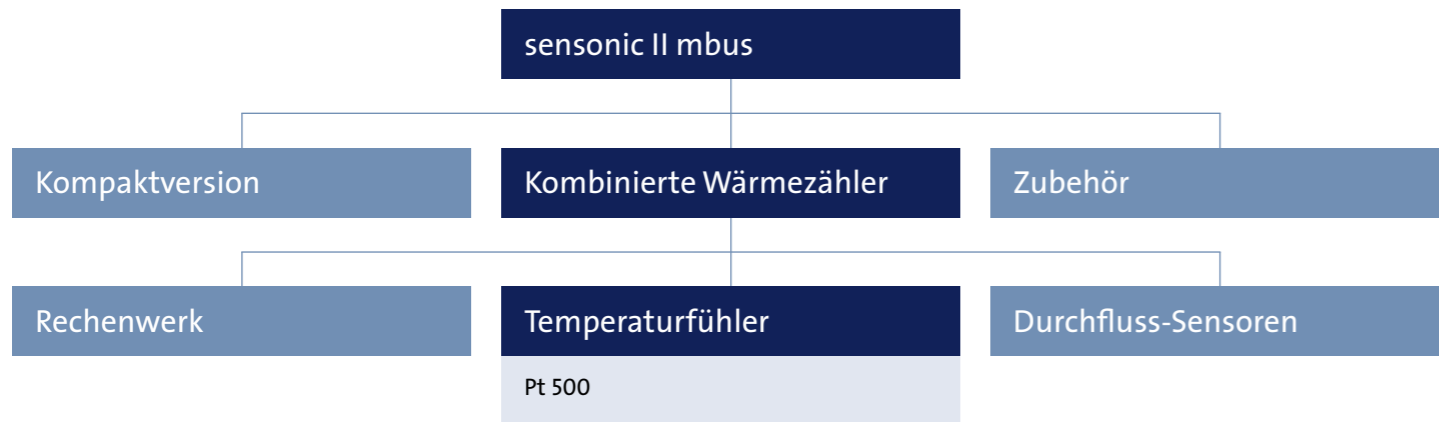 sensonic II mbus
Kompaktversion
Kombinierte Wärmezähler
Zubehör
Rechenwerk
Temperaturfühler
Durchfluss-Sensoren
Pt 500